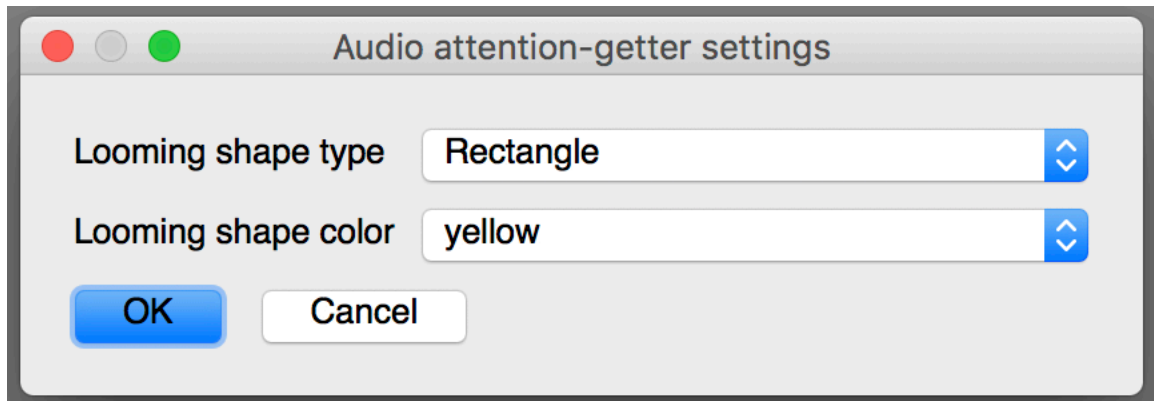 Audio attention-getter settings
Looming shape type Rectangle
Looming shape color yellow
OK Cancel